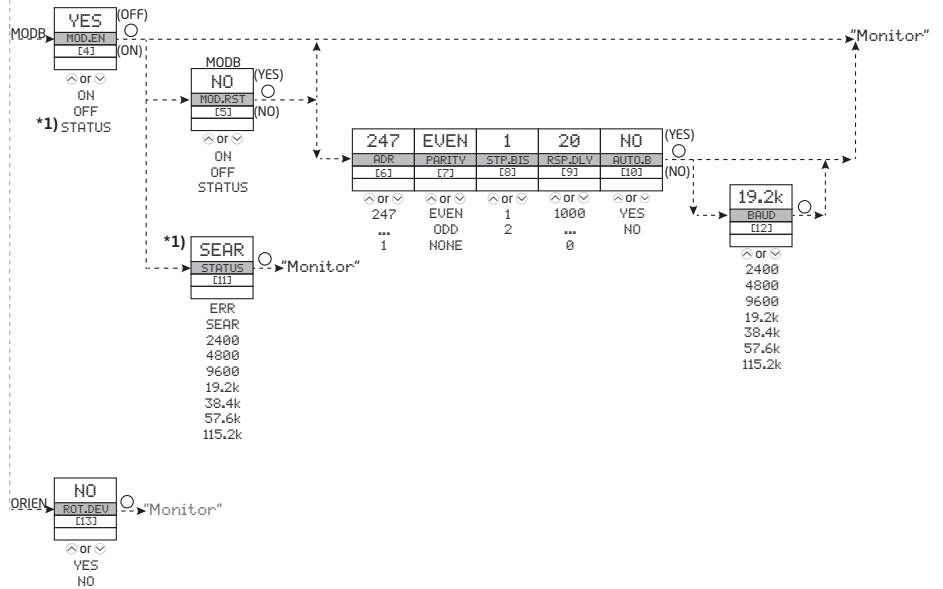 MODB
YES
MOD.EN
[4]
(OFF)
(ON)
or
ON
OFF
*1) STATUS
"Monitor"
MODB
NO
MOD.RST
[5]
(YES)
(NO)
or
ON
OFF
STATUS
247 EVEN 1 20 NO
ADR PARITY STP.BIS RSP.DLY AUTO.B
[6] [7] [8] [9] [10]
(YES)
(NO)
or or or or or
247 EVEN 1 1000 YES
... ODD 2 ... NO
1 NONE 0
19.2k
BAUD
[12]
or
2400
4800
9600
19.2k
38.4k
57.6k
115.2k
*1)
SEAR
STATUS
[11]
"Monitor"
ERR
SEAR
2400
4800
9600
19.2k
38.4k
57.6k
115.2k
ORIEN
NO
ROT.DEV
[13]
"Monitor"
or
YES
NO